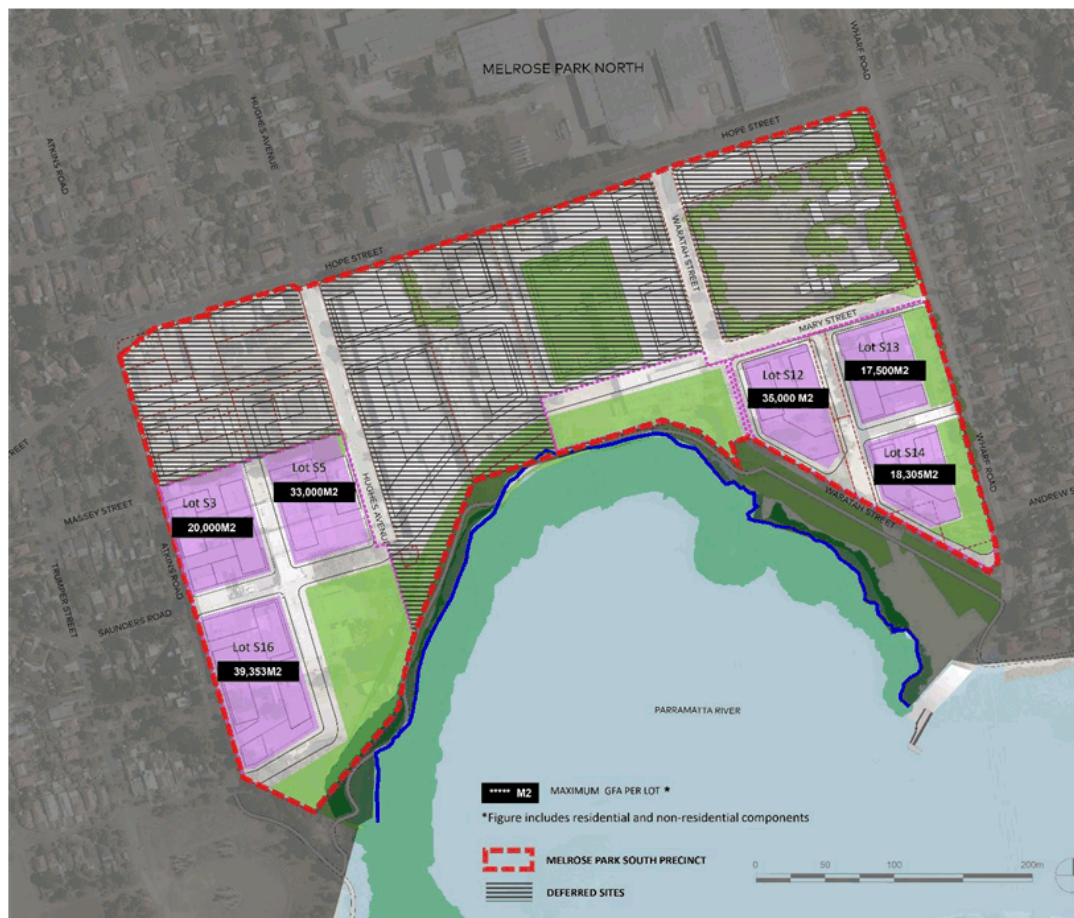 MELROSE PARK NORTH
WHARF ROAD
HUGHES AVENUE
ATKINS ROAD
HOPE STREET
HOPE STREET
WARATAH STREET
MARY STREET
Lot S13
17,500M2
Lot S12
35,000 M2
Lot S14
18,305M2
WHARF ROAD
ANDREW S
WARATAH STREET
Lot S5
33,000M2
HUGHES AVENUE
Lot S3
20,000M2
MASSEY STREET
ATKINS ROAD
TRUMPER STREET
SAUNDERS ROAD
Lot S16
39,353M2
PARRAMATTA RIVER
***** M2 MAXIMUM GFA PER LOT *
*Figure includes residential and non-residential components
MELROSE PARK SOUTH PRECINCT
DEFERRED SITES
0 50 100 200m